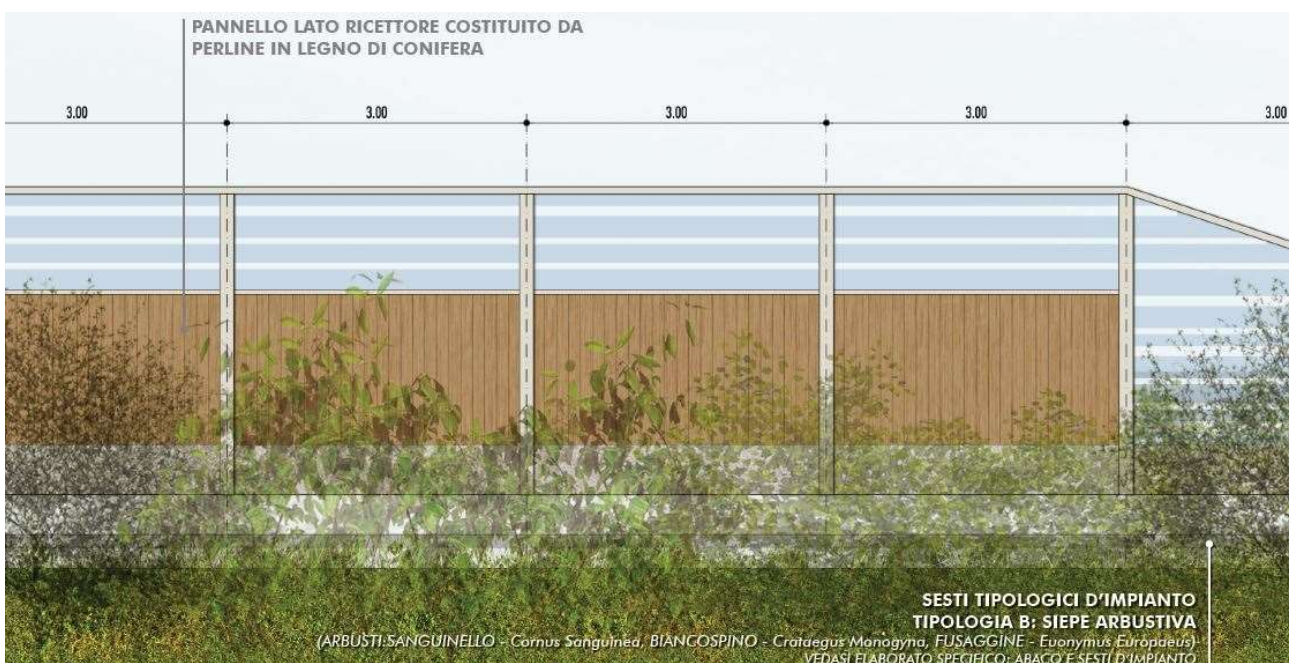 PANNELLO LATO RICETTORE COSTITUITO DA
PERLINE IN LEGNO DI CONIFERA
3.00 3.00 3.00 3.00 3.00
SESTI TIPOLOGICI D'IMPIANTO
TIPOLOGIA B: SIEPE ARBUSTIVA
(ARBUSTI:SANGUINELLO - Cornus Sanguinea, BIANCOSPINO - Crataegus Monogyna, FUSAGGINE - Euonymus Europaeus)
VEDASI ELABORATO SPECIFICO: ABACO E SESTI D'IMPIANTO